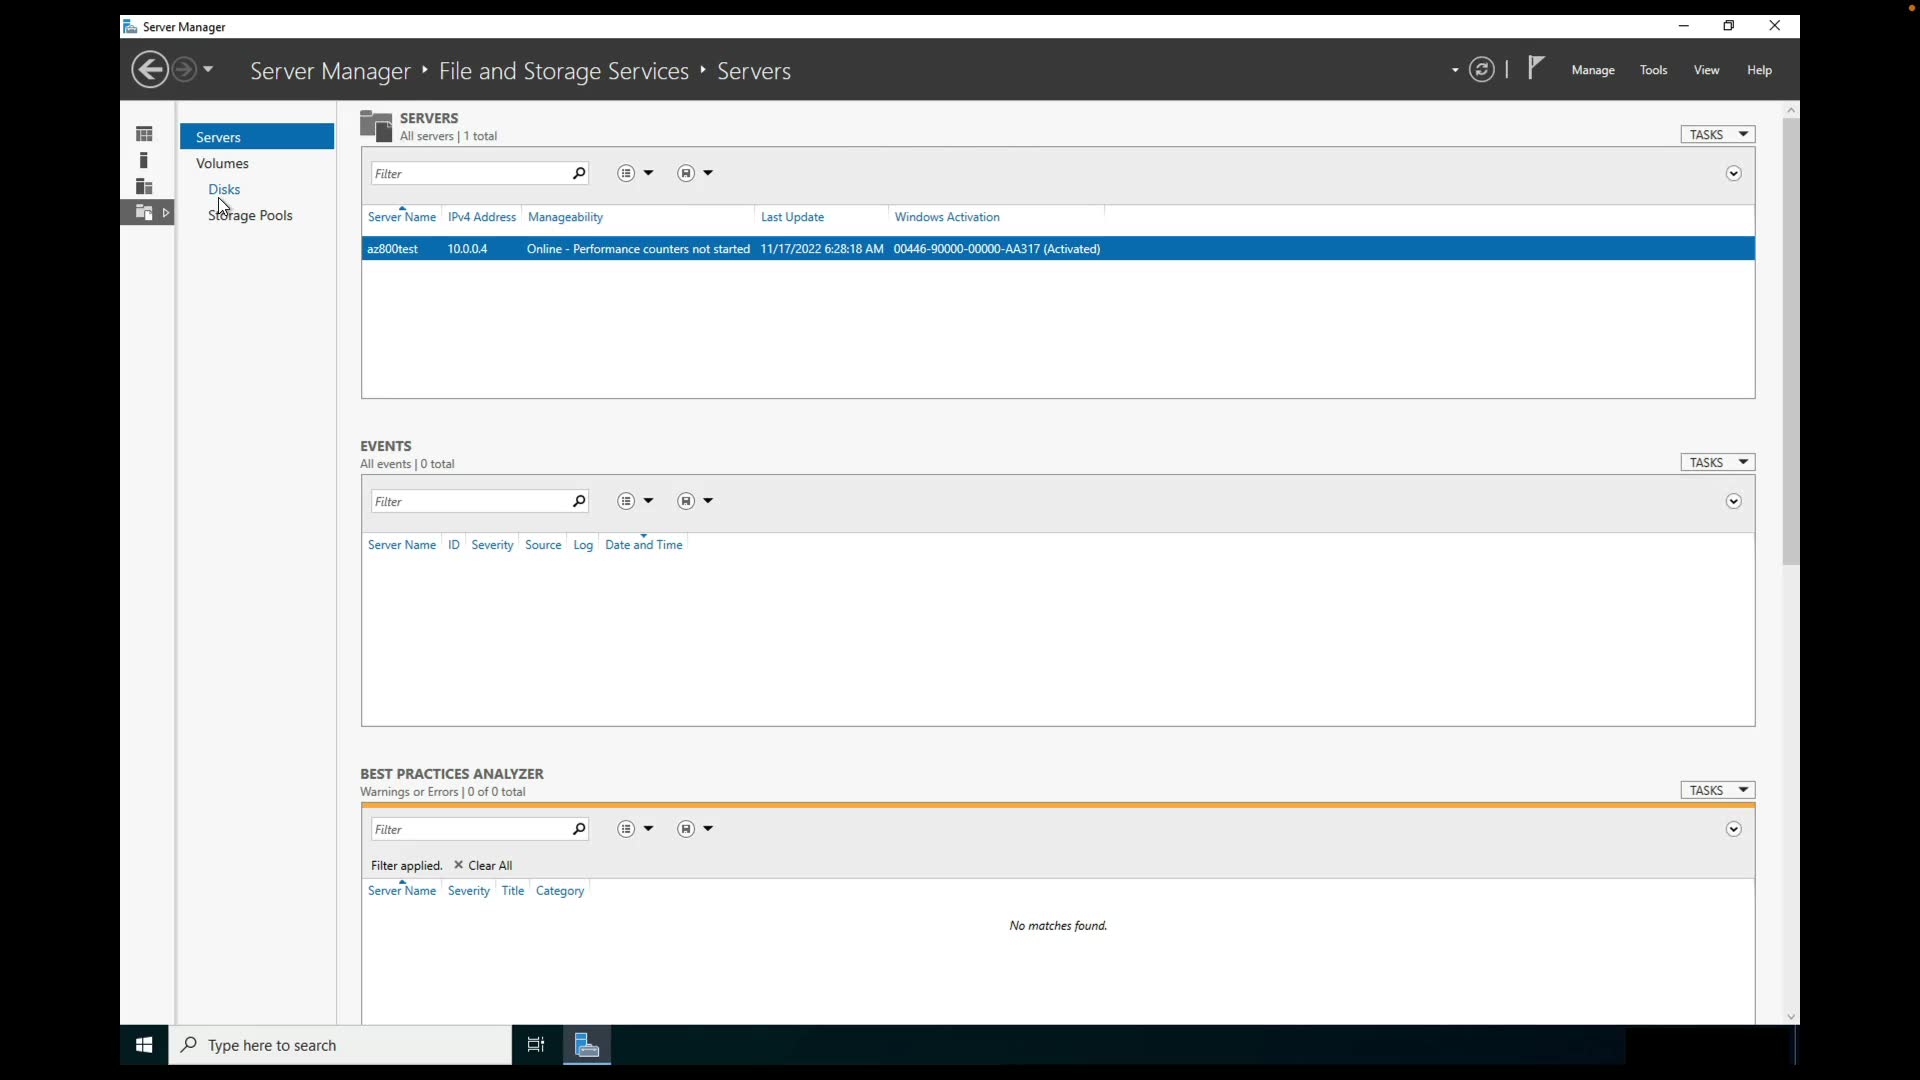 Server Manager
Server Manager ‣ File and Storage Services ‣ Servers
Manage Tools View Help
Servers
Volumes
Disks
Storage Pools
SERVERS
All servers | 1 total
TASKS
Filter
Server Name IPv4 Address Manageability Last Update Windows Activation
az800test 10.0.0.4 Online - Performance counters not started 11/17/2022 6:28:18 AM 00446-90000-00000-AA317 (Activated)
EVENTS
All events | 0 total
TASKS
Filter
Server Name ID Severity Source Log Date and Time
BEST PRACTICES ANALYZER
Warnings or Errors | 0 of 0 total
TASKS
Filter
Filter applied. ✕ Clear All
Server Name Severity Title Category
No matches found.
Type here to search